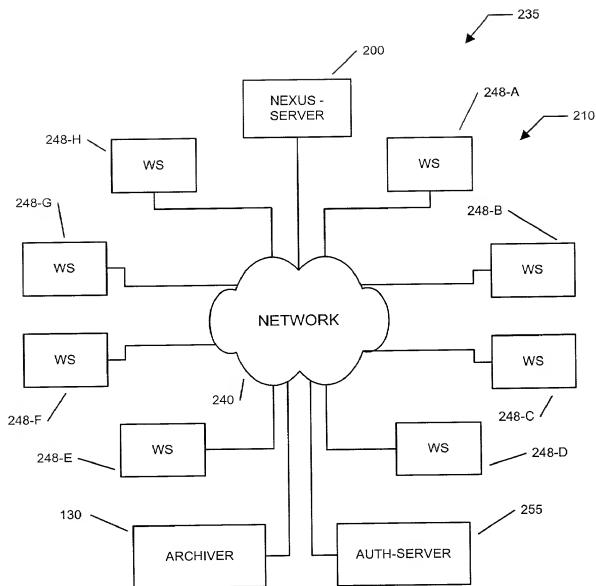 235
200
NEXUS -
SERVER
248-A
210
248-H
WS
WS
248-G
248-B
WS
WS
NETWORK
WS
WS
240
248-F
248-C
248-E
WS
WS
248-D
130
255
ARCHIVER
AUTH-SERVER